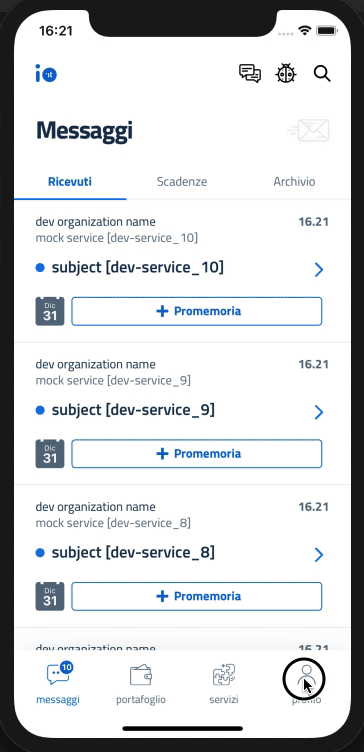 16:21
io it
Messaggi
Ricevuti Scadenze Archivio
dev organization name 16.21
mock service [dev-service_10]
subject [dev-service_10]
Dic
31
Promemoria
dev organization name 16.21
mock service [dev-service_9]
subject [dev-service_9]
Dic
31
Promemoria
dev organization name 16.21
mock service [dev-service_8]
subject [dev-service_8]
Dic
31
Promemoria
dev organization name 16.21
10
messaggi portafoglio servizi profilo